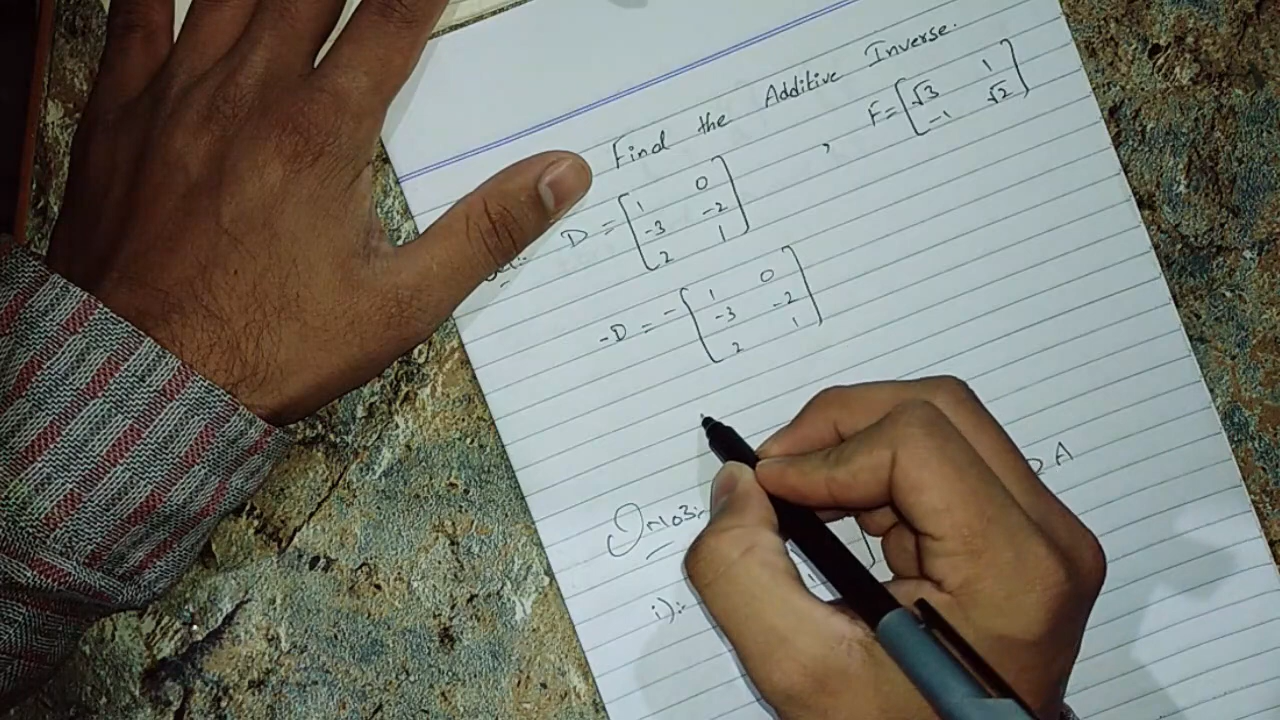 Find the Additive Inverse.
D = [ 1 0 , F = [ √3 1 ]
-3 -2 -1 √2
2 1 ]
-D = - [ 1 0
-3 -2
2 1 ]
Q.No3:- A
i):-